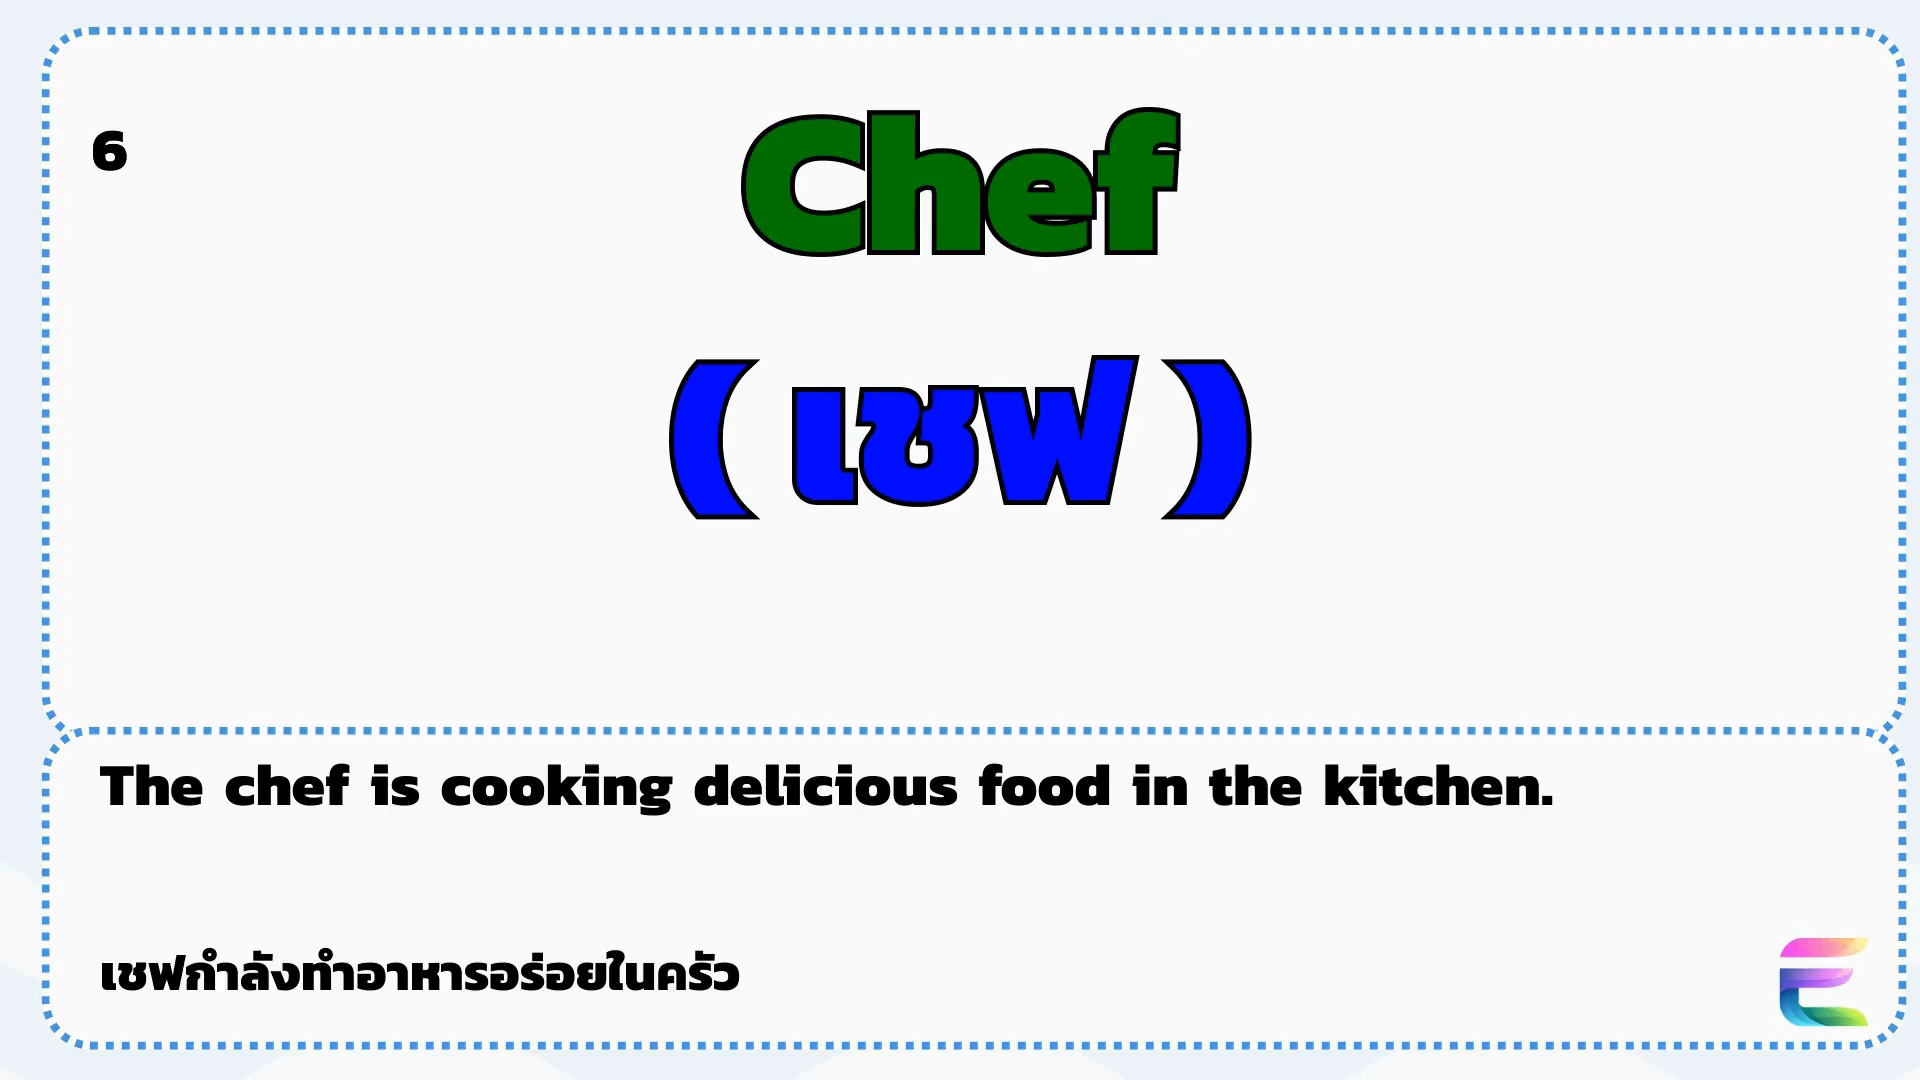 6
Chef
( เชฟ )
The chef is cooking delicious food in the kitchen.
เชฟกำลังทำอาหารอร่อยในครัว